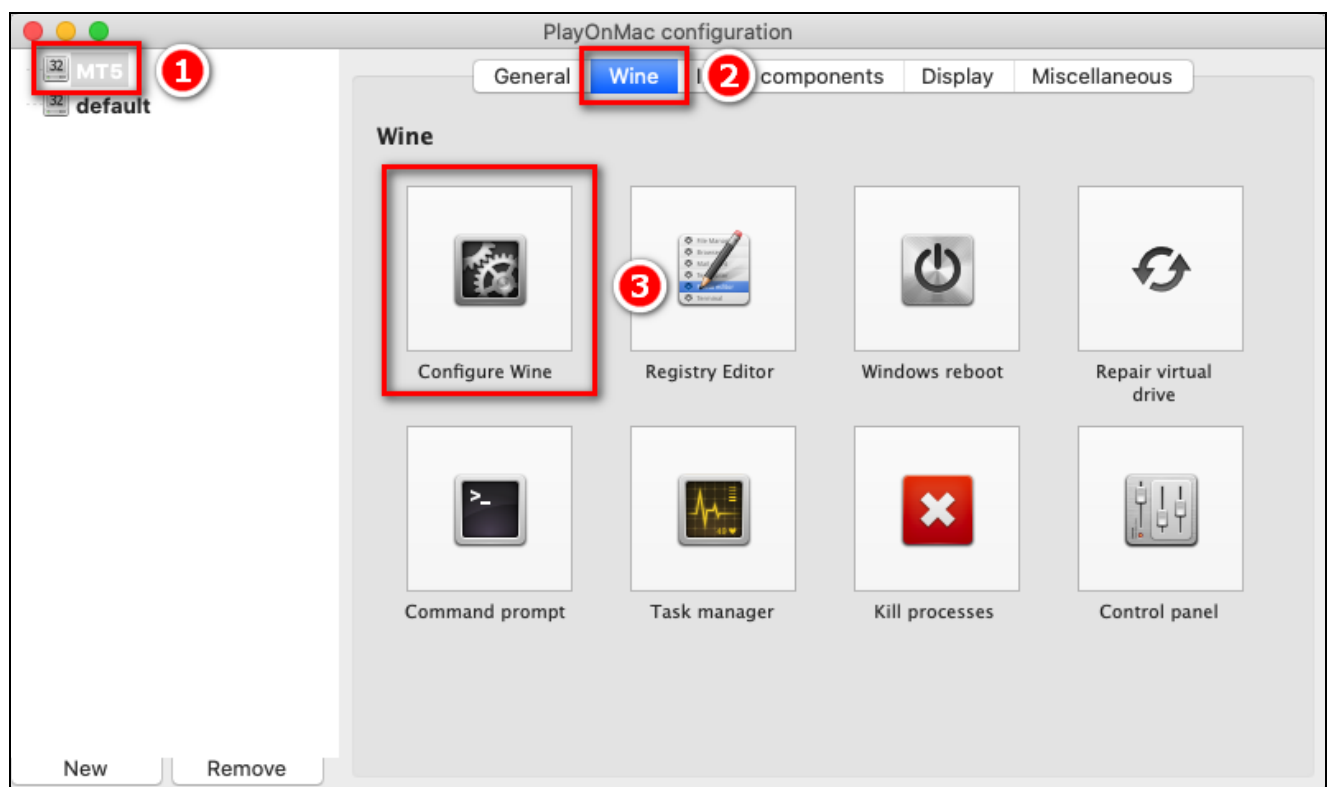 PlayOnMac configuration
32 MT5
1
32 default
General Wine 2 components Display Miscellaneous
Wine
3
Configure Wine Registry Editor Windows reboot Repair virtual
drive
>_
40
Command prompt Task manager Kill processes Control panel
New Remove